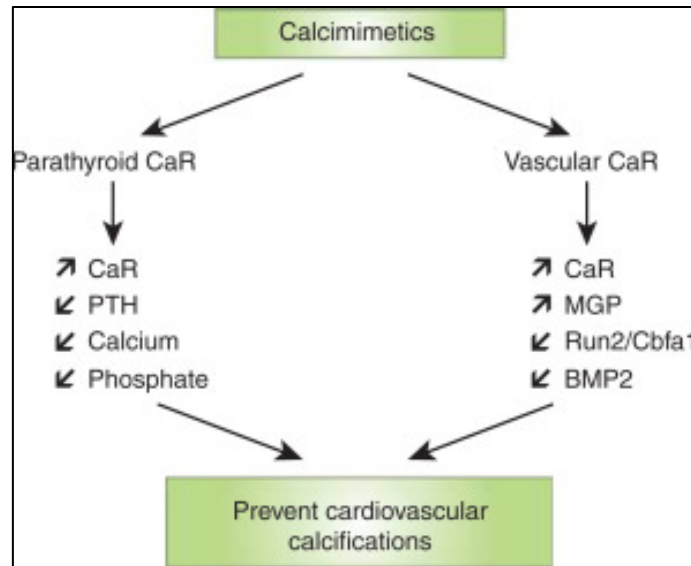 Calcimimetics
Parathyroid CaR
Vascular CaR
CaR
PTH
Calcium
Phosphate
CaR
MGP
Run2/Cbfa1
BMP2
Prevent cardiovascular
calcifications